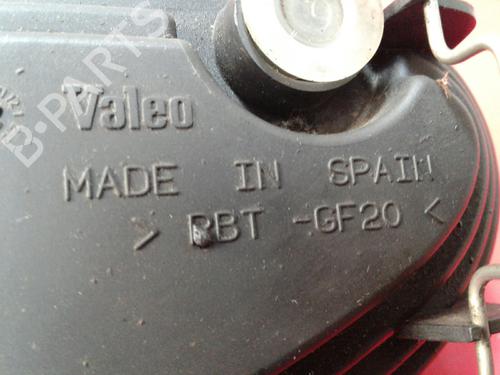 Valeo
MADE IN SPAIN
> PBT -GF20 <
B-PARTS